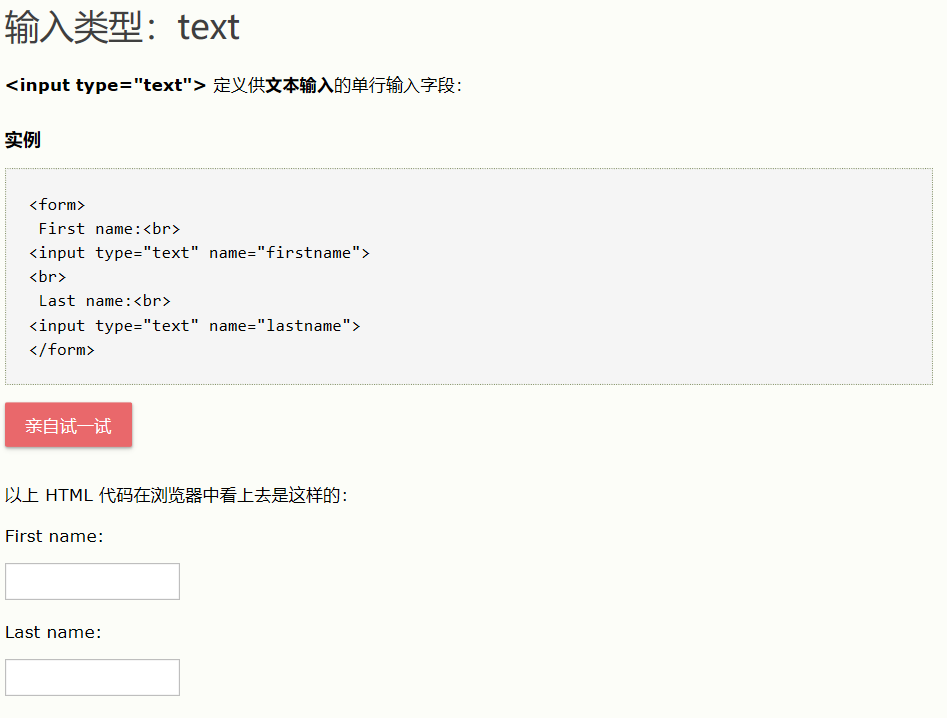 输入类型：text
<input type="text"> 定义供文本输入的单行输入字段：
实例
<form>
 First name:<br>
<input type="text" name="firstname">
<br>
 Last name:<br>
<input type="text" name="lastname">
</form>
亲自试一试
以上 HTML 代码在浏览器中看上去是这样的：
First name:
Last name: